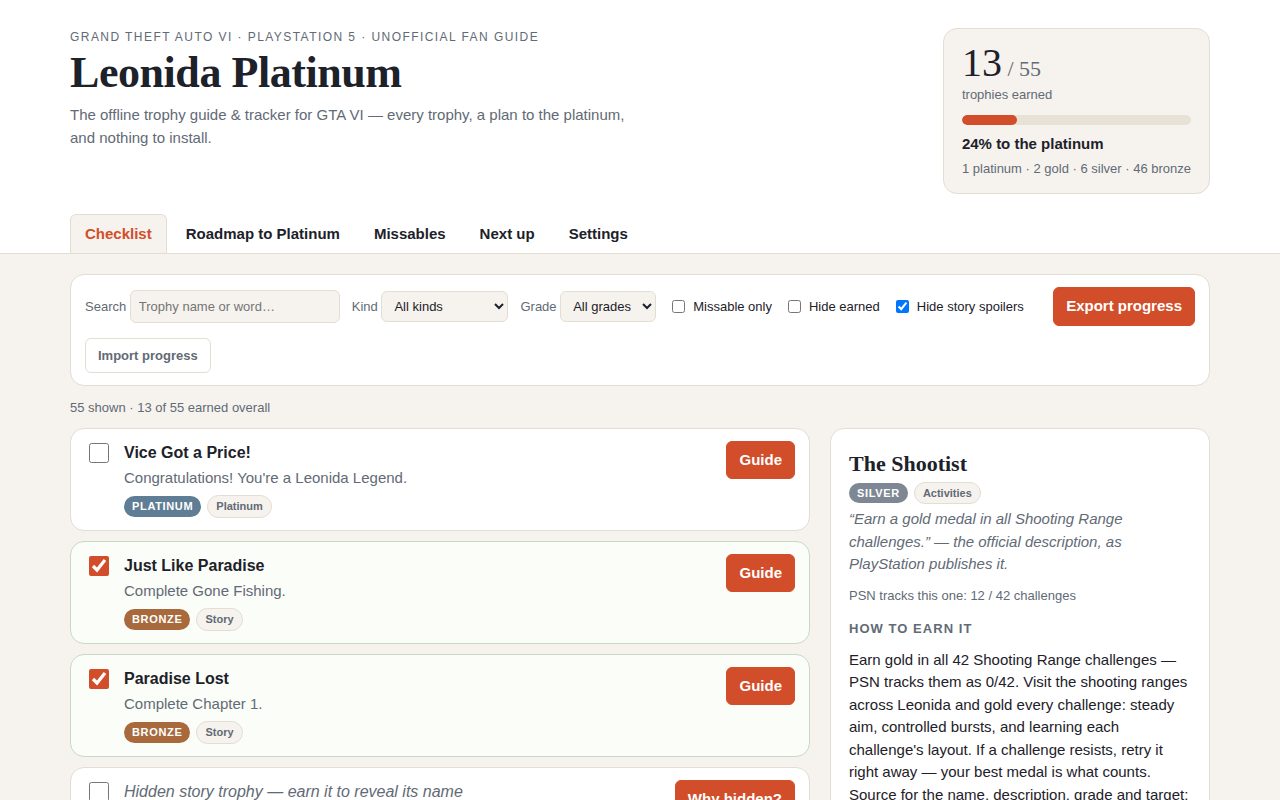 GRAND THEFT AUTO VI · PLAYSTATION 5 · UNOFFICIAL FAN GUIDE
Leonida Platinum
The offline trophy guide & tracker for GTA VI — every trophy, a plan to the platinum,
and nothing to install.
13 / 55
trophies earned
24% to the platinum
1 platinum · 2 gold · 6 silver · 46 bronze
Checklist Roadmap to Platinum Missables Next up Settings
Search Trophy name or word… Kind All kinds Grade All grades Missable only Hide earned Hide story spoilers Export progress
Import progress
55 shown · 13 of 55 earned overall
Vice Got a Price!
Guide
Congratulations! You're a Leonida Legend.
PLATINUM Platinum
Just Like Paradise
Guide
Complete Gone Fishing.
BRONZE Story
Paradise Lost
Guide
Complete Chapter 1.
BRONZE Story
Hidden story trophy — earn it to reveal its name
Why hidden?
The Shootist
SILVER Activities
“Earn a gold medal in all Shooting Range
challenges.” — the official description, as
PlayStation publishes it.
PSN tracks this one: 12 / 42 challenges
HOW TO EARN IT
Earn gold in all 42 Shooting Range challenges —
PSN tracks them as 0/42. Visit the shooting ranges
across Leonida and gold every challenge: steady
aim, controlled bursts, and learning each
challenge's layout. If a challenge resists, retry it
right away — your best medal is what counts.
Source for the name, description, grade and target: